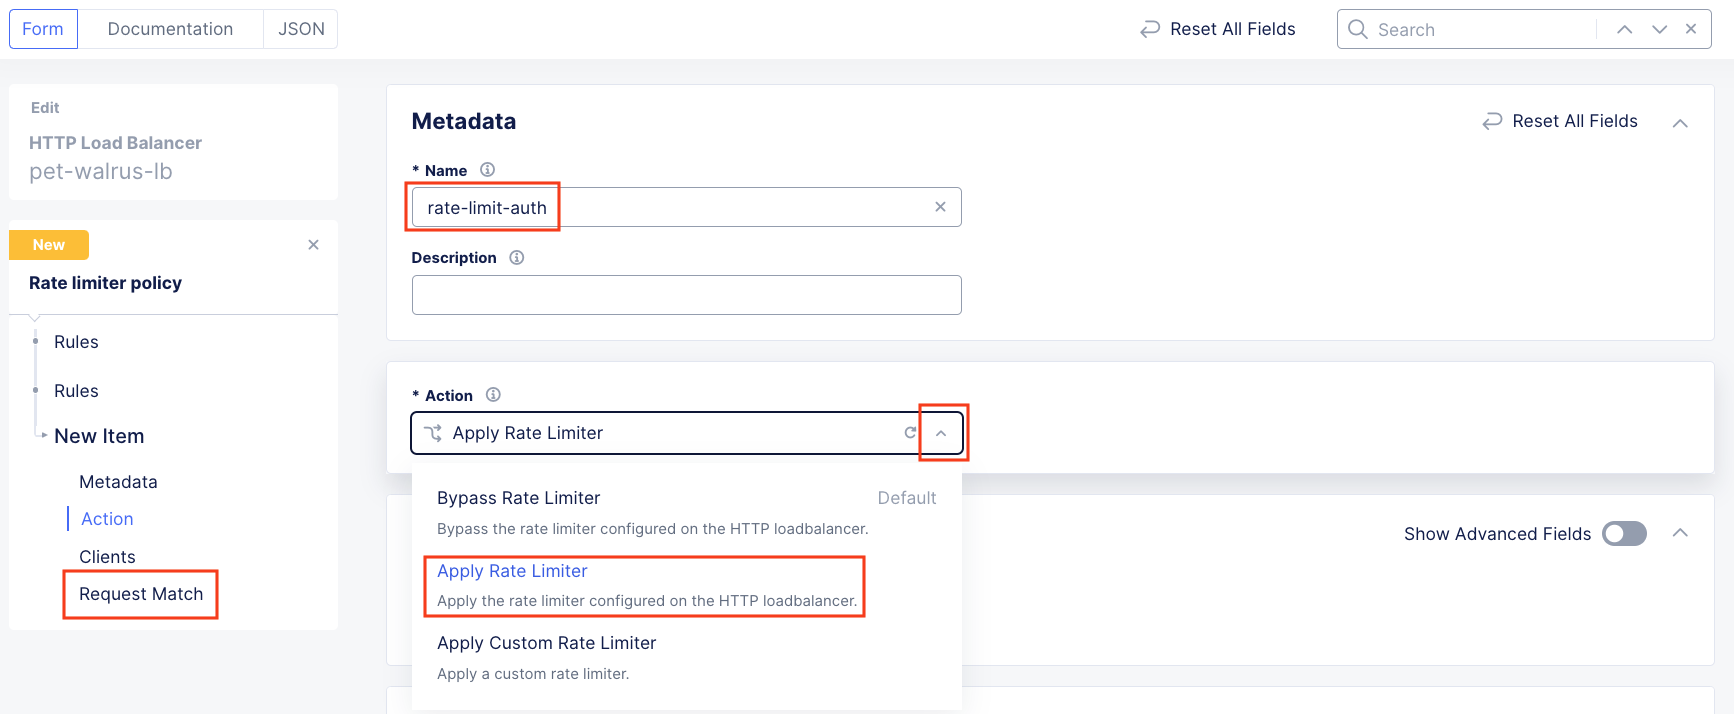 Form
Documentation
JSON
Reset All Fields
Search
Edit
HTTP Load Balancer
pet-walrus-lb
New
Rate limiter policy
Rules
Rules
New Item
Metadata
Action
Clients
Request Match
Metadata
Reset All Fields
* Name
rate-limit-auth
Description
* Action
Apply Rate Limiter
Bypass Rate Limiter Default
Bypass the rate limiter configured on the HTTP loadbalancer.
Show Advanced Fields
Apply Rate Limiter
Apply the rate limiter configured on the HTTP loadbalancer.
Apply Custom Rate Limiter
Apply a custom rate limiter.